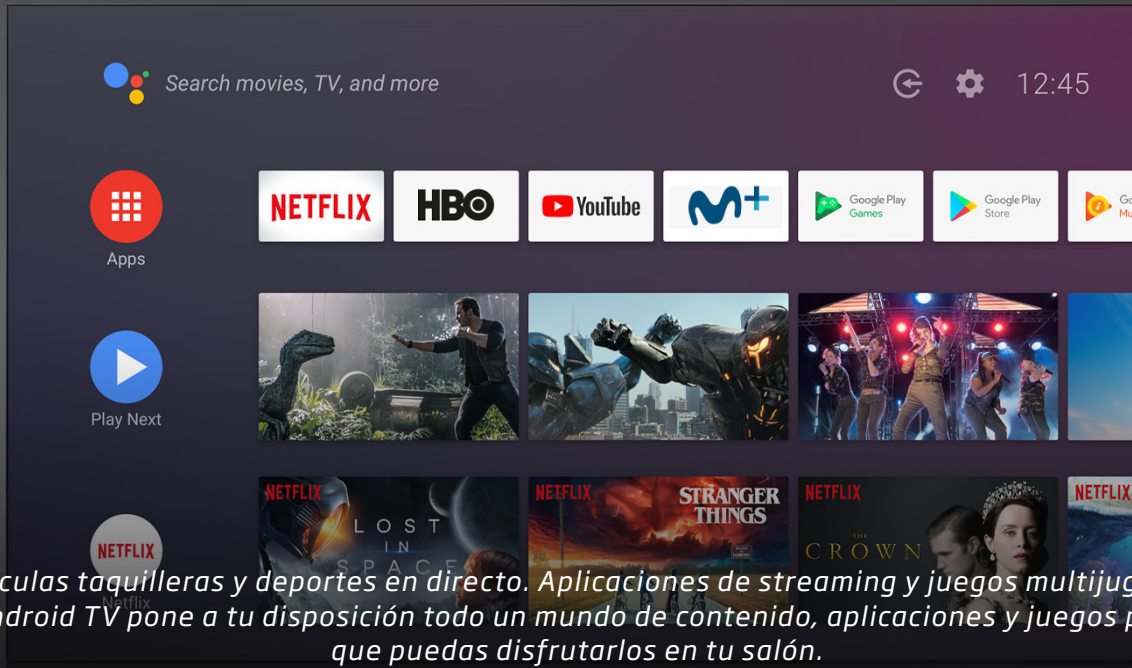 Search movies, TV, and more
12:45
Apps
NETFLIX
HBO
YouTube
M+
Google Play
Games
Google Play
Store
Play Next
NETFLIX
LOST
IN
SPACE
NETFLIX
STRANGER
THINGS
NETFLIX
THE
CROWN
NETFLIX
NETFLIX
Netflix
culas taquilleras y deportes en directo. Aplicaciones de streaming y juegos multijug
ndroid TV pone a tu disposición todo un mundo de contenido, aplicaciones y juegos p
que puedas disfrutarlos en tu salón.